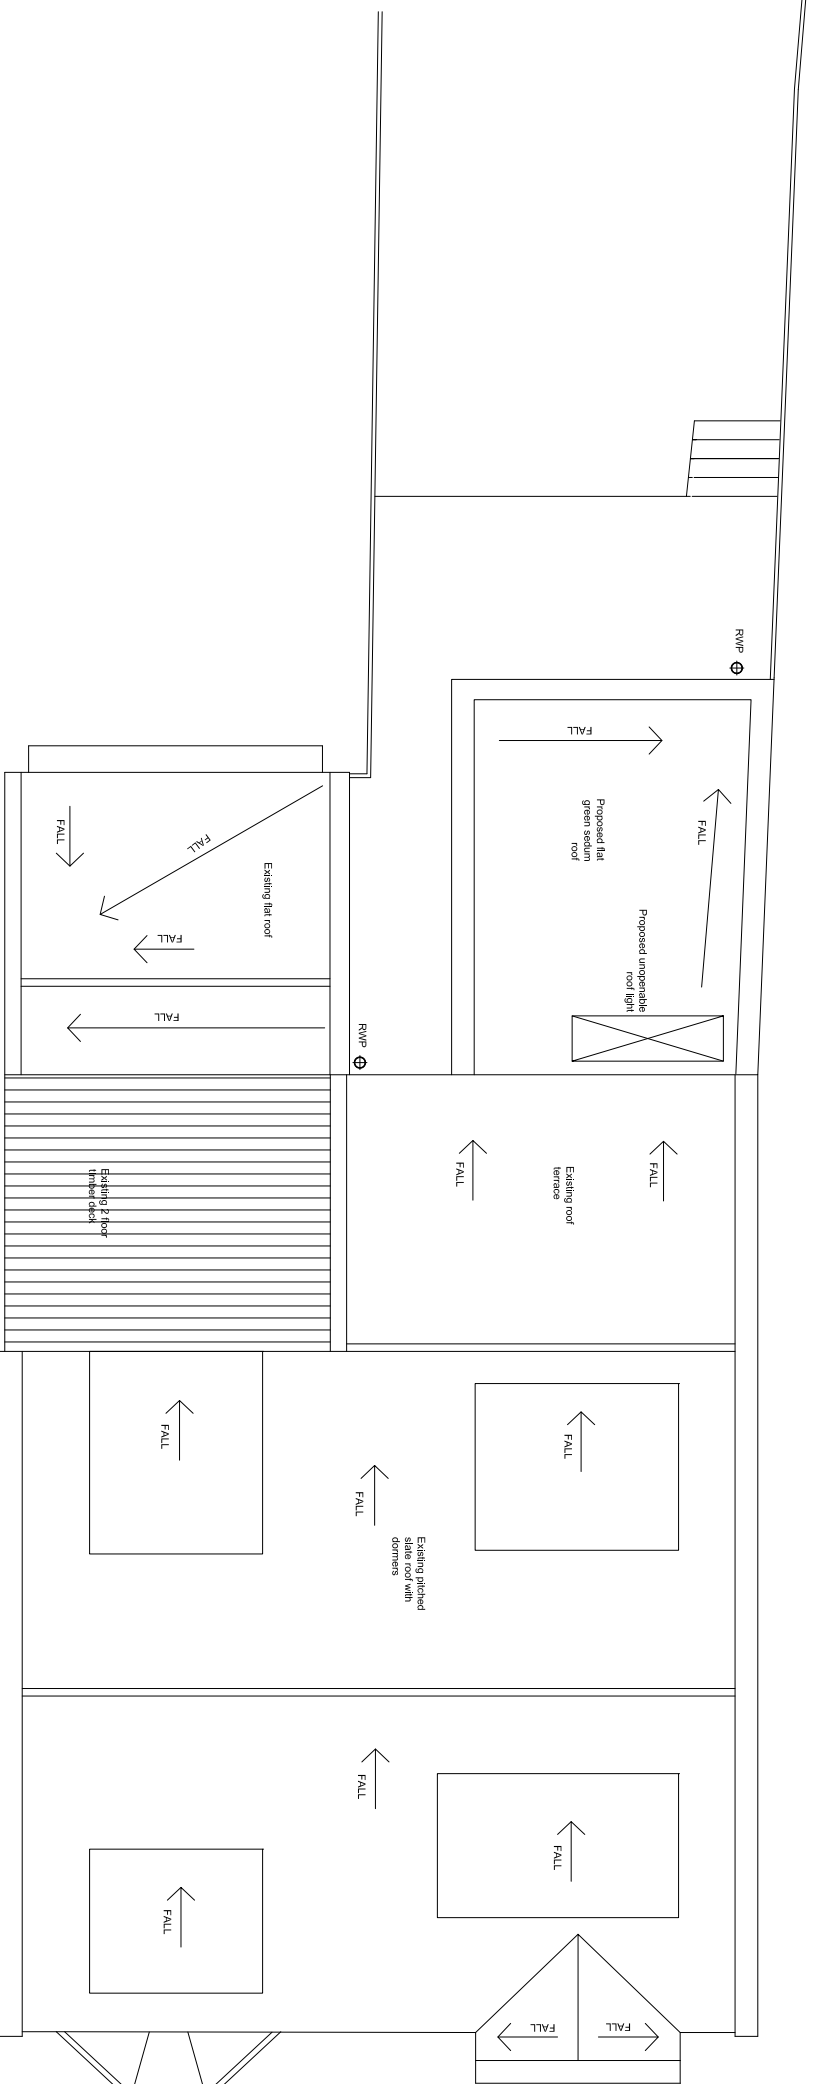 RWP
FALL
Proposed flat
green sedum
roof
FALL
Proposed unopenable
roof light
FALL
FALL
Existing flat roof
FALL
FALL
RWP
Existing 2 floor
timber deck
FALL
Existing roof
terrace
FALL
FALL
FALL
FALL
Existing pitched
slate roof with
dormers
FALL
FALL
FALL
FALL
FALL